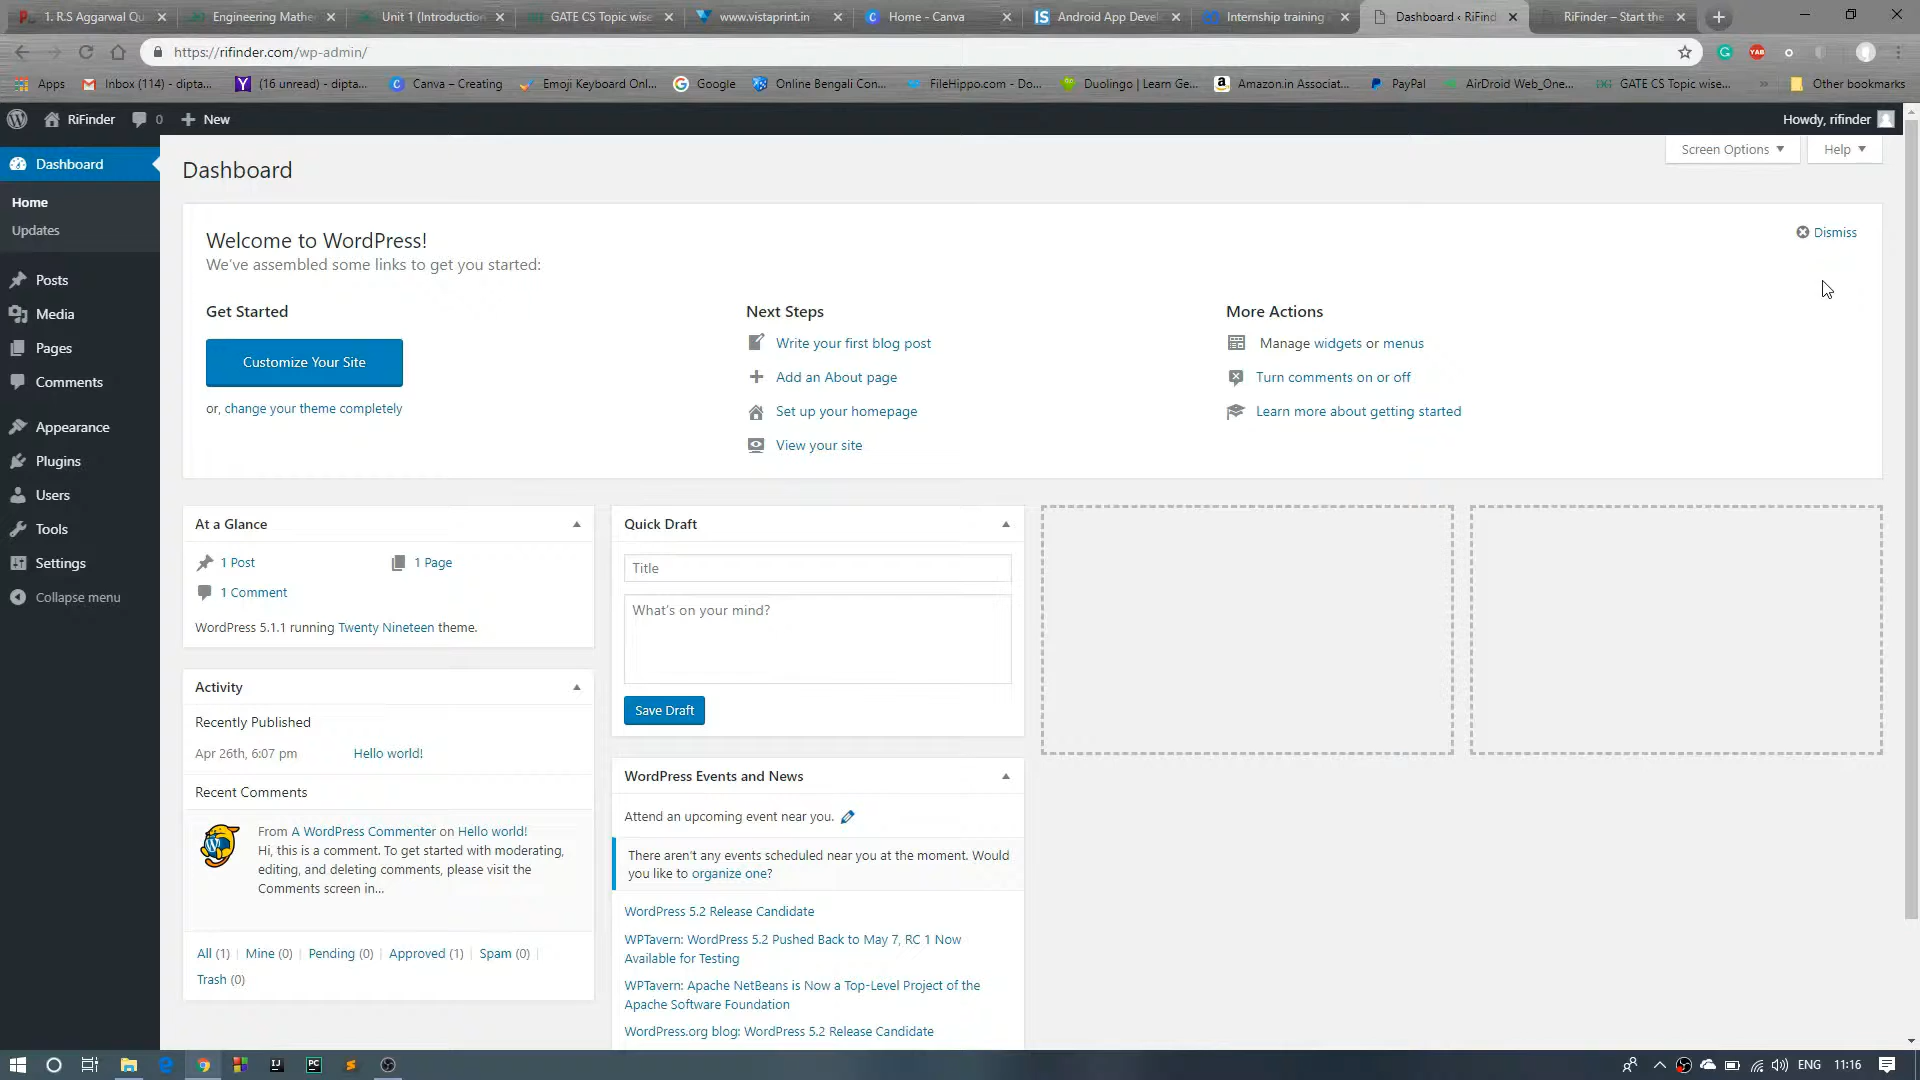 1. R.S Aggarwal Qu
Engineering Mathe
Unit 1 (Introduction
GATE CS Topic wise
www.vistaprint.in
Home - Canva
Android App Devel
Internship training
Dashboard ‹ RiFind
RiFinder – Start the
https://rifinder.com/wp-admin/
Apps
Inbox (114) - dipta...
(16 unread) - dipta...
Canva – Creating
Emoji Keyboard Onl...
Google
Online Bengali Con...
FileHippo.com - Do...
Duolingo | Learn Ge...
Amazon.in Associat...
PayPal
AirDroid Web_One...
GATE CS Topic wise...
»
Other bookmarks
RiFinder
0
+ New
Howdy, rifinder
Dashboard
Home
Updates
Posts
Media
Pages
Comments
Appearance
Plugins
Users
Tools
Settings
Collapse menu
Dashboard
Screen Options
Help
Welcome to WordPress!
We've assembled some links to get you started:
Dismiss
Get Started
Customize Your Site
or, change your theme completely
Next Steps
Write your first blog post
Add an About page
Set up your homepage
View your site
More Actions
Manage widgets or menus
Turn comments on or off
Learn more about getting started
At a Glance
1 Post
1 Page
1 Comment
WordPress 5.1.1 running Twenty Nineteen theme.
Activity
Recently Published
Apr 26th, 6:07 pm
Hello world!
Recent Comments
From A WordPress Commenter on Hello world!
Hi, this is a comment. To get started with moderating,
editing, and deleting comments, please visit the
Comments screen in...
All (1) | Mine (0) | Pending (0) | Approved (1) | Spam (0) |
Trash (0)
Quick Draft
Title
What's on your mind?
Save Draft
WordPress Events and News
Attend an upcoming event near you.
There aren't any events scheduled near you at the moment. Would
you like to organize one?
WordPress 5.2 Release Candidate
WPTavern: WordPress 5.2 Pushed Back to May 7, RC 1 Now
Available for Testing
WPTavern: Apache NetBeans is Now a Top-Level Project of the
Apache Software Foundation
WordPress.org blog: WordPress 5.2 Release Candidate
ENG
11:16